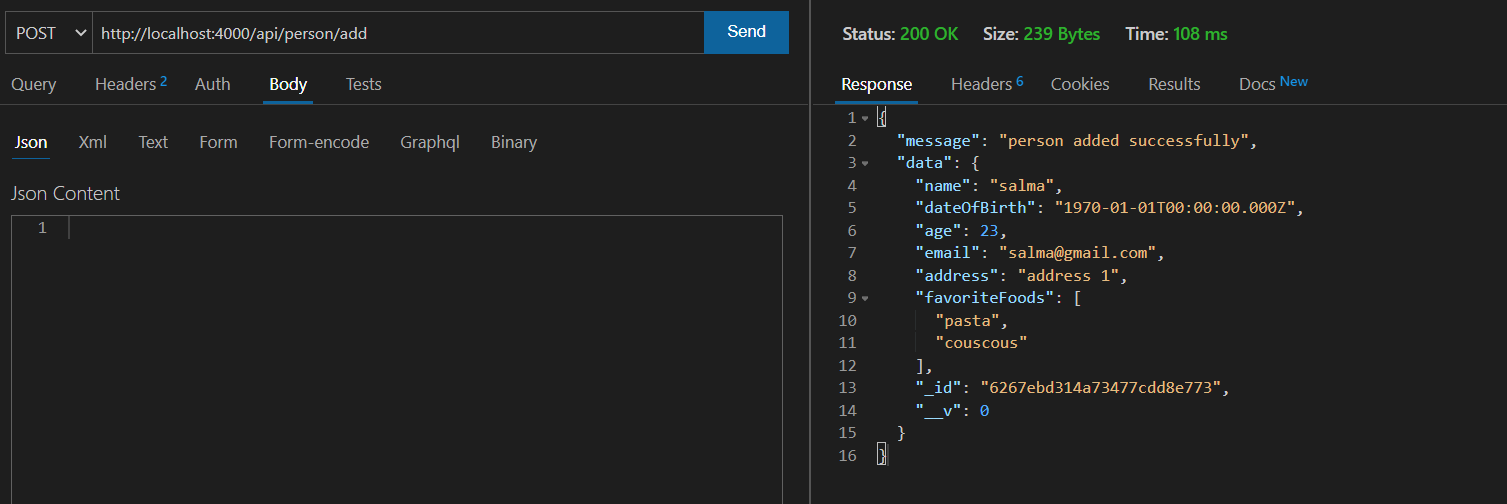 POST http://localhost:4000/api/person/add Send
Query Headers 2 Auth Body Tests
Json Xml Text Form Form-encode Graphql Binary
Json Content
1
Status: 200 OK Size: 239 Bytes Time: 108 ms
Response Headers 6 Cookies Results Docs New
1 {
2 "message": "person added successfully",
3 "data": {
4 "name": "salma",
5 "dateOfBirth": "1970-01-01T00:00:00.000Z",
6 "age": 23,
7 "email": "salma@gmail.com",
8 "address": "address 1",
9 "favoriteFoods": [
10 "pasta",
11 "couscous"
12 ],
13 "_id": "6267ebd314a73477cdd8e773",
14 "__v": 0
15 }
16 }